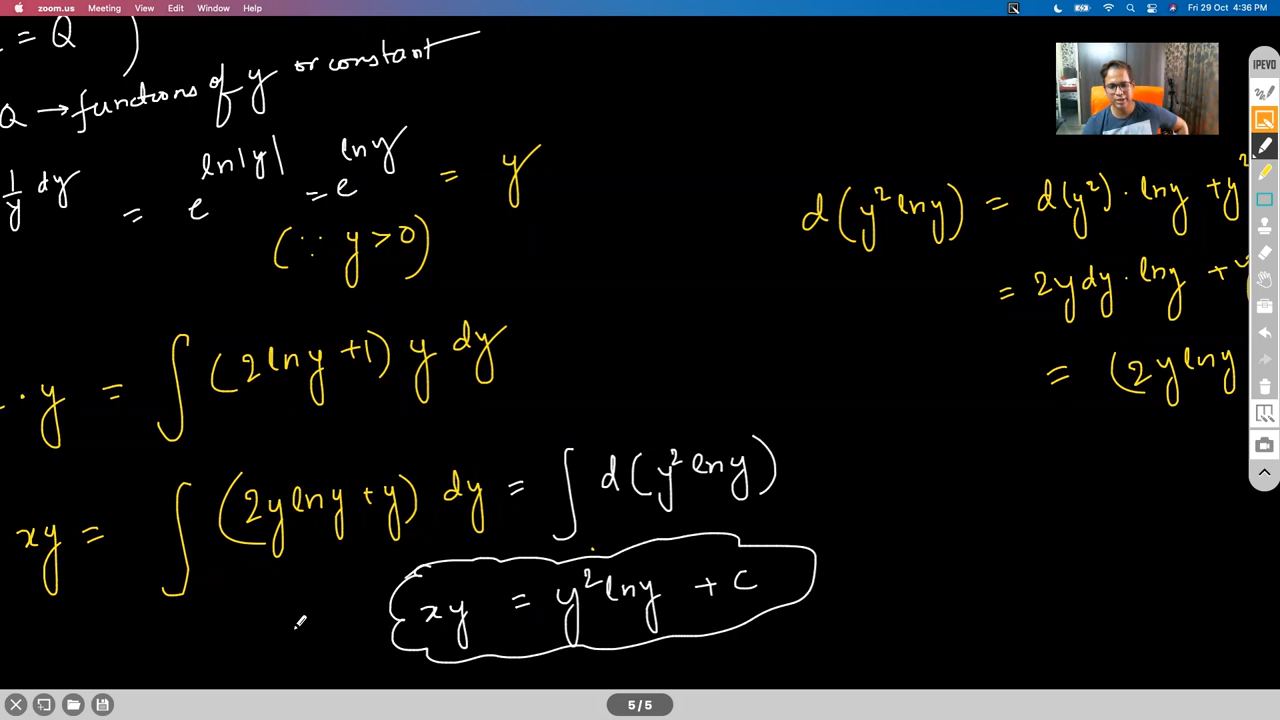 zoom.us Meeting View Edit Window Help Fri 29 Oct 4:36 PM
IPEVO
= Q )
Q → functions of y or constant
1/y dy = e^ln|y| = e^ln y = y
(∵ y > 0)
· y = ∫ (2 ln y + 1) y dy
xy = ∫ (2y ln y + y) dy = ∫ d(y² ln y)
xy = y² ln y + c
d(y² ln y) = d(y²) · ln y + y²
= 2y dy · ln y +
= (2y ln y
5 / 5